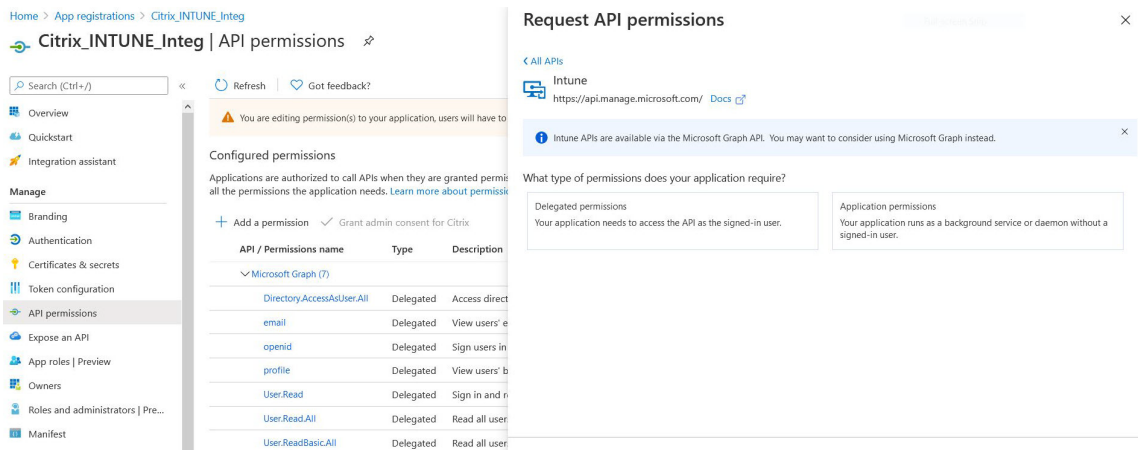 Home > App registrations > Citrix_INTUNE_Integ
Citrix_INTUNE_Integ | API permissions
Search (Ctrl+/)
Overview
Quickstart
Integration assistant
Manage
Branding
Authentication
Certificates & secrets
Token configuration
API permissions
Expose an API
App roles | Preview
Owners
Roles and administrators | Pre...
Manifest
Refresh
Got feedback?
You are editing permission(s) to your application, users will have to
Configured permissions
Applications are authorized to call APIs when they are granted permis
all the permissions the application needs. Learn more about permissio
+ Add a permission
Grant admin consent for Citrix
API / Permissions name Type Description
Microsoft Graph (7)
Directory.AccessAsUser.All Delegated Access direct
email Delegated View users' e
openid Delegated Sign users in
profile Delegated View users' b
User.Read Delegated Sign in and r
User.Read.All Delegated Read all user
User.ReadBasic.All Delegated Read all user
Request API permissions
< All APIs
Intune
https://api.manage.microsoft.com/ Docs
Intune APIs are available via the Microsoft Graph API. You may want to consider using Microsoft Graph instead.
What type of permissions does your application require?
Delegated permissions
Your application needs to access the API as the signed-in user.
Application permissions
Your application runs as a background service or daemon without a
signed-in user.